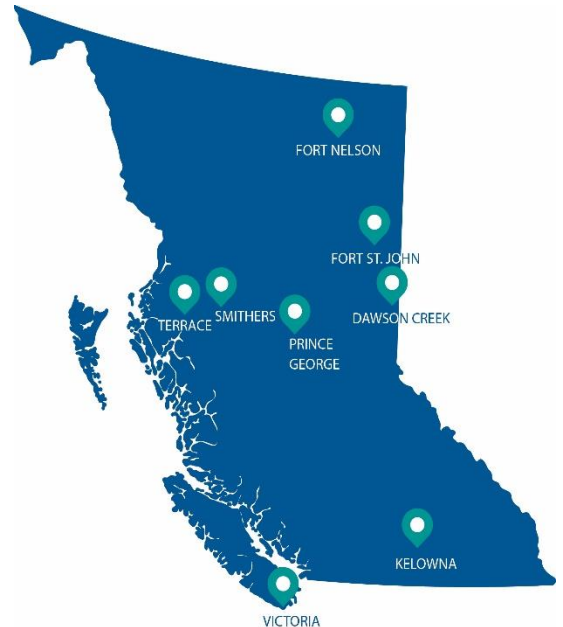 FORT NELSON
FORT ST. JOHN
DAWSON CREEK
SMITHERS
TERRACE
PRINCE
GEORGE
KELOWNA
VICTORIA